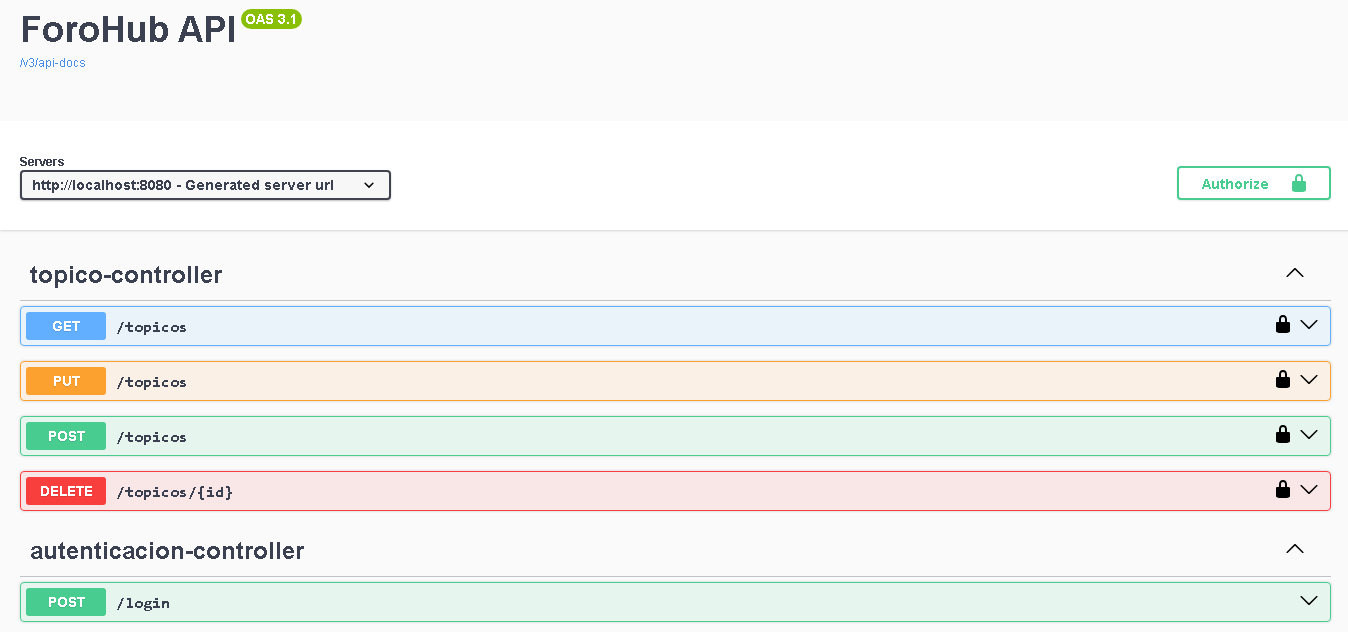 ForoHub API OAS 3.1
/v3/api-docs
Servers
http://localhost:8080 - Generated server url
Authorize
topico-controller
GET /topicos
PUT /topicos
POST /topicos
DELETE /topicos/{id}
autenticacion-controller
POST /login